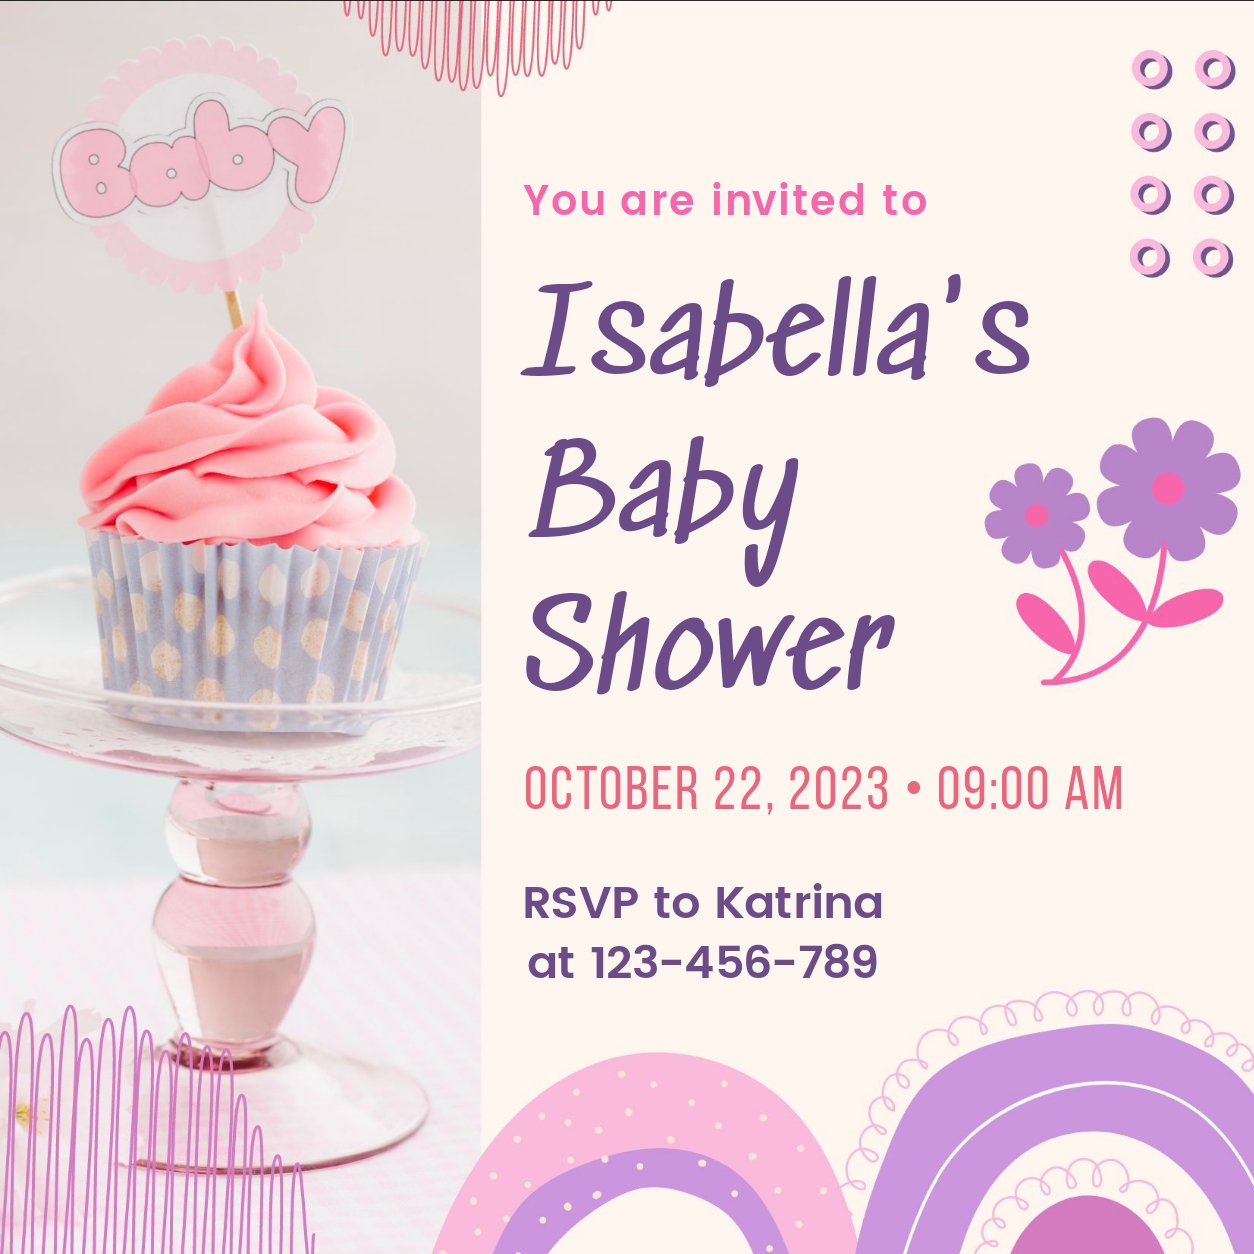 Baby
You are invited to
Isabella's
Baby
Shower
OCTOBER 22, 2023 • 09:00 AM
RSVP to Katrina
at 123-456-789